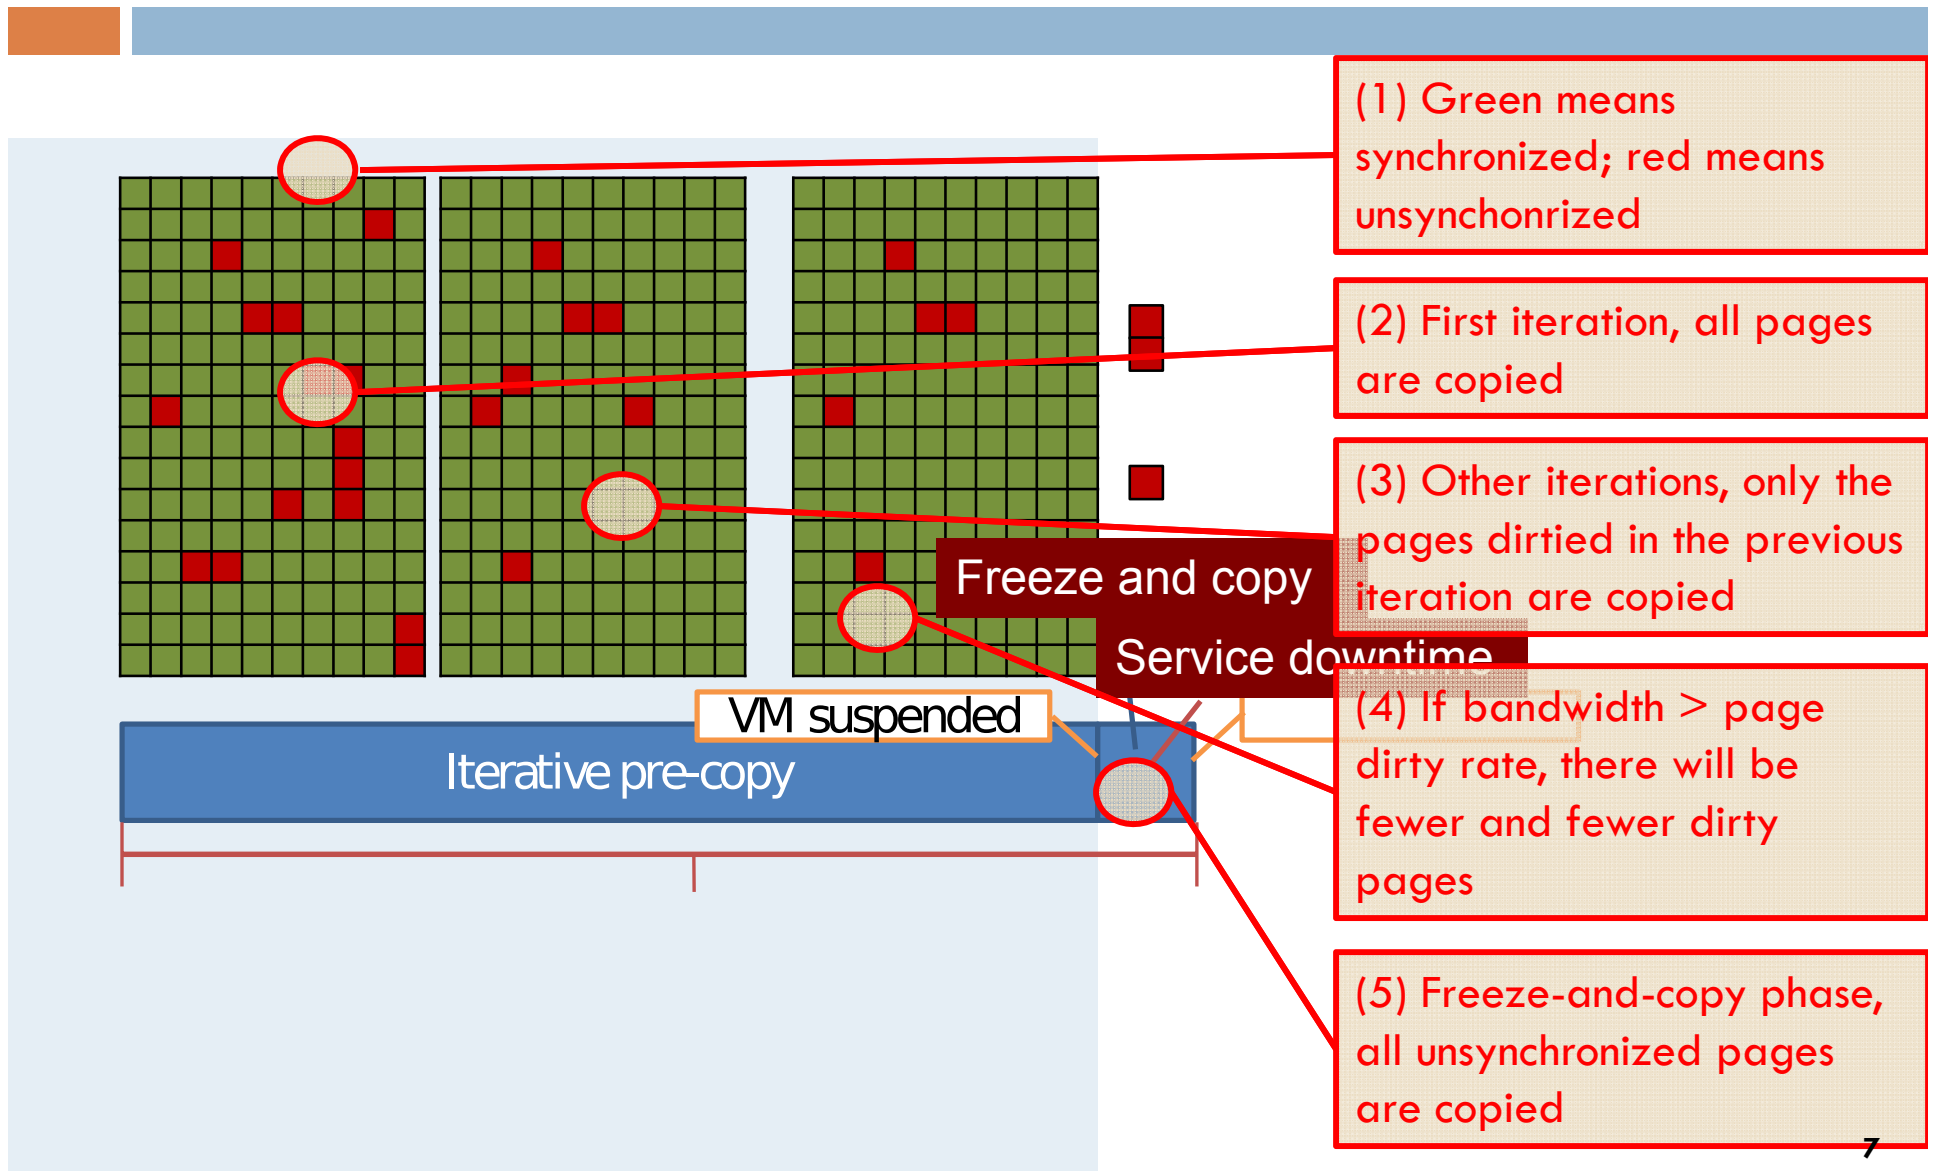 (1) Green means
synchronized; red means
unsynchonrized
(2) First iteration, all pages
are copied
(3) Other iterations, only the
pages dirtied in the previous
iteration are copied
Freeze and copy
Service downtime
VM suspended
Iterative pre-copy
(4) If bandwidth > page
dirty rate, there will be
fewer and fewer dirty
pages
(5) Freeze-and-copy phase,
all unsynchronized pages
are copied
7